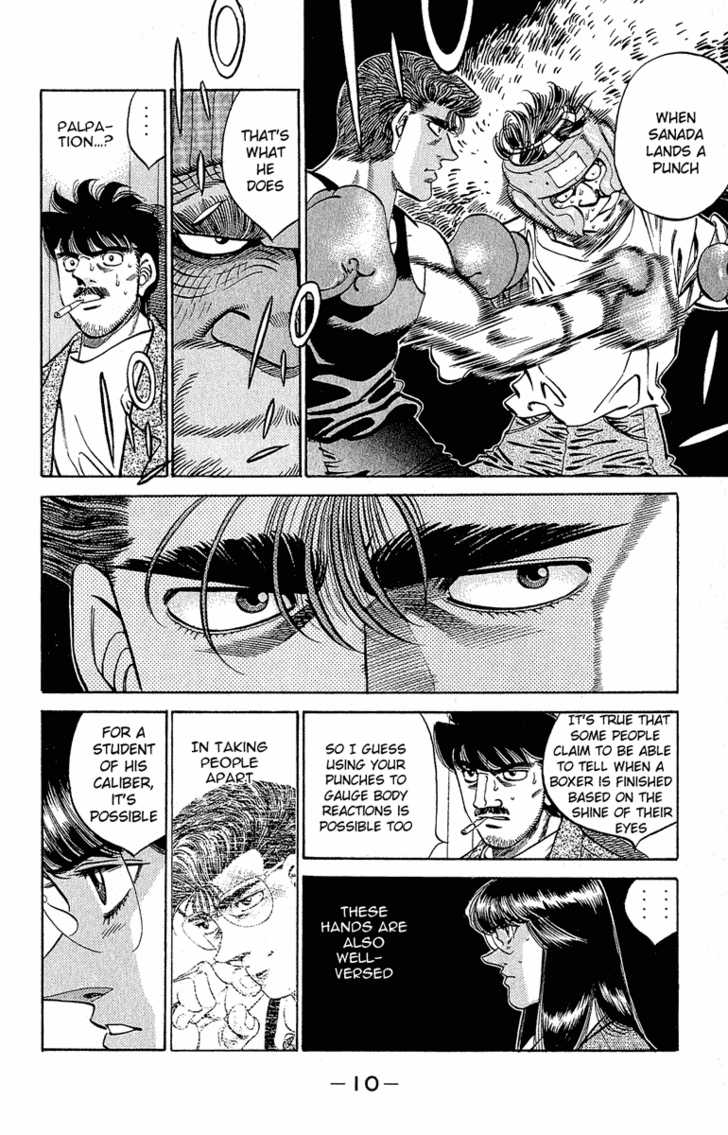 WHEN
SANADA
LANDS A
PUNCH
THAT'S
WHAT
HE
DOES
...
PALPA-
TION...?
IT'S TRUE THAT
SOME PEOPLE
CLAIM TO BE ABLE
TO TELL WHEN A
BOXER IS FINISHED
BASED ON THE
SHINE OF THEIR
EYES
SO I GUESS
USING YOUR
PUNCHES TO
GAUGE BODY
REACTIONS IS
POSSIBLE TOO
......
THESE
HANDS ARE
ALSO
WELL-
VERSED
IN TAKING
PEOPLE
APART
FOR A
STUDENT
OF HIS
CALIBER,
IT'S
POSSIBLE
-10-